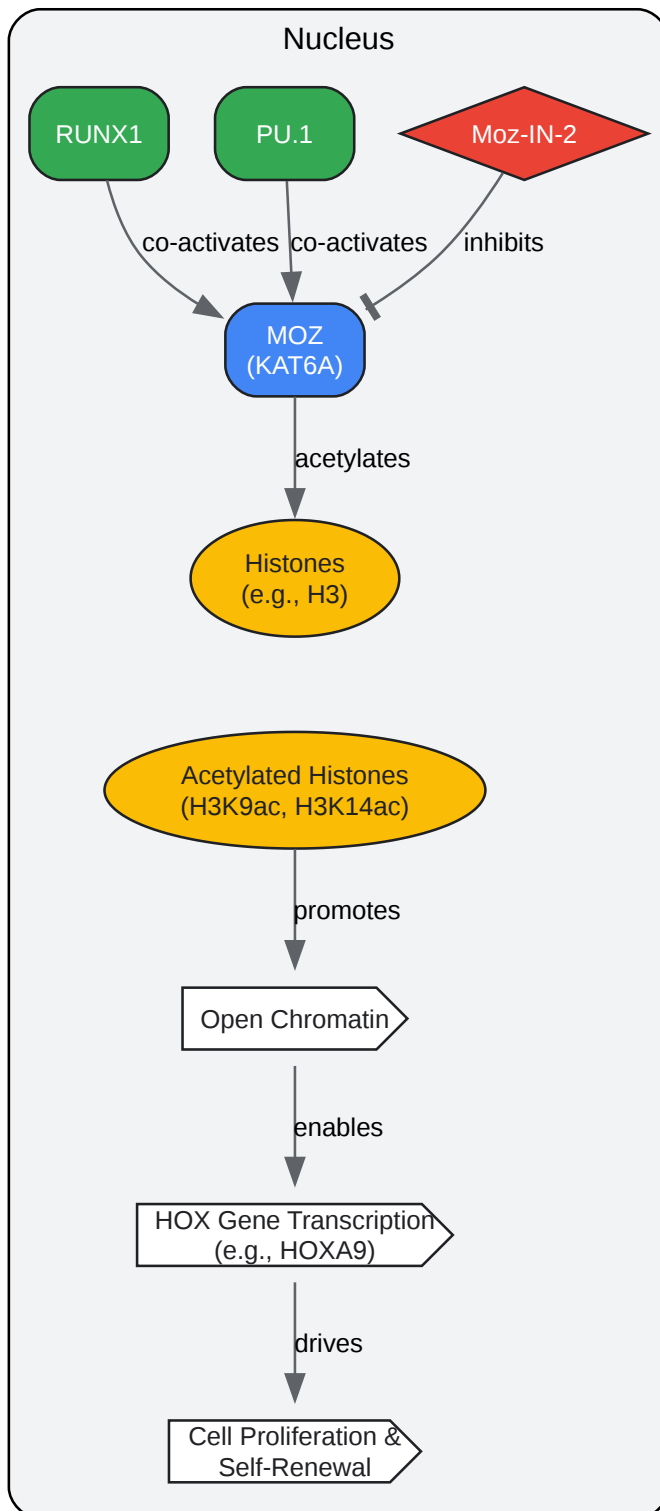 Nucleus
RUNX1
PU.1
Moz-IN-2
co-activates
co-activates
inhibits
MOZ
(KAT6A)
acetylates
Histones
(e.g., H3)
Acetylated Histones
(H3K9ac, H3K14ac)
promotes
Open Chromatin
enables
HOX Gene Transcription
(e.g., HOXA9)
drives
Cell Proliferation &
Self-Renewal